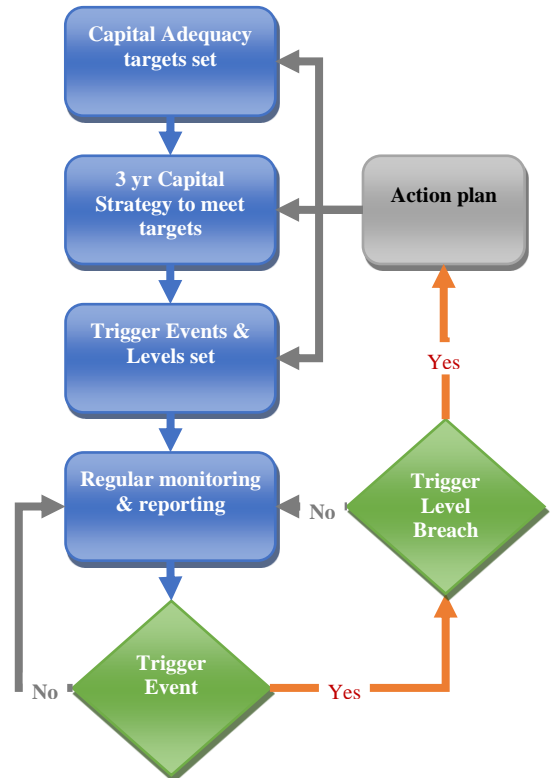 Capital Adequacy
targets set
3 yr Capital
Strategy to meet
targets
Action plan
Trigger Events &
Levels set
Yes
Regular monitoring
& reporting
No
Trigger
Level
Breach
Trigger
Event
No
Yes